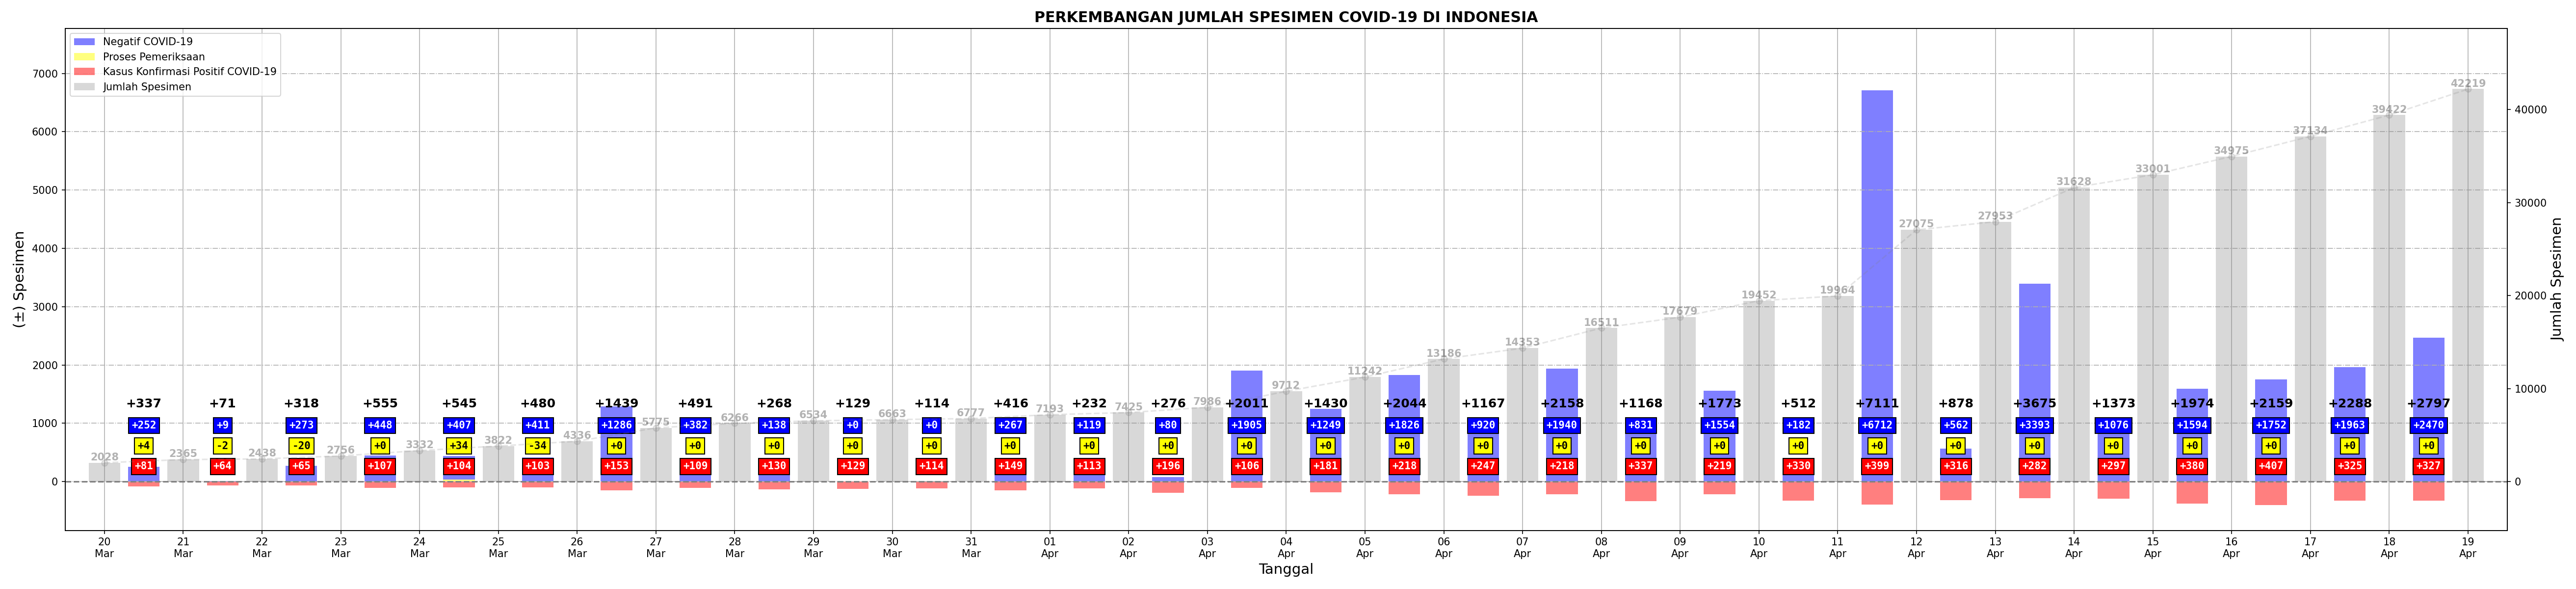 PERKEMBANGAN JUMLAH SPESIMEN COVID-19 DI INDONESIA
Negatif COVID-19
Proses Pemeriksaan
Kasus Konfirmasi Positif COVID-19
Jumlah Spesimen
(±) Spesimen
7000
6000
5000
4000
3000
2000
1000
0
Jumlah Spesimen
40000
30000
20000
10000
0
2028 2365 2438 2756 3332 3822 4336 5775 6266 6534 6663 6777 7193 7425 7986 9712 11242 13186 14353 16511 17679 19452 19964 27075 27953 31628 33001 34975 37134 39422 42219
+337 +71 +318 +555 +545 +480 +1439 +491 +268 +129 +114 +416 +232 +276 +2011 +1430 +2044 +1167 +2158 +1168 +1773 +512 +7111 +878 +3675 +1373 +1974 +2159 +2288 +2797
+252 +9 +273 +448 +407 +411 +1286 +382 +138 +0 +0 +267 +119 +80 +1905 +1249 +1826 +920 +1940 +831 +1554 +182 +6712 +562 +3393 +1076 +1594 +1752 +1963 +2470
+4 -2 -20 +0 +34 -34 +0 +0 +0 +0 +0 +0 +0 +0 +0 +0 +0 +0 +0 +0 +0 +0 +0 +0 +0 +0 +0 +0 +0 +0
+81 +64 +65 +107 +104 +103 +153 +109 +130 +129 +114 +149 +113 +196 +106 +181 +218 +247 +218 +337 +219 +330 +399 +316 +282 +297 +380 +407 +325 +327
20 21 22 23 24 25 26 27 28 29 30 31 01 02 03 04 05 06 07 08 09 10 11 12 13 14 15 16 17 18 19
Mar Mar Mar Mar Mar Mar Mar Mar Mar Mar Mar Mar Apr Apr Apr Apr Apr Apr Apr Apr Apr Apr Apr Apr Apr Apr Apr Apr Apr Apr Apr
Tanggal